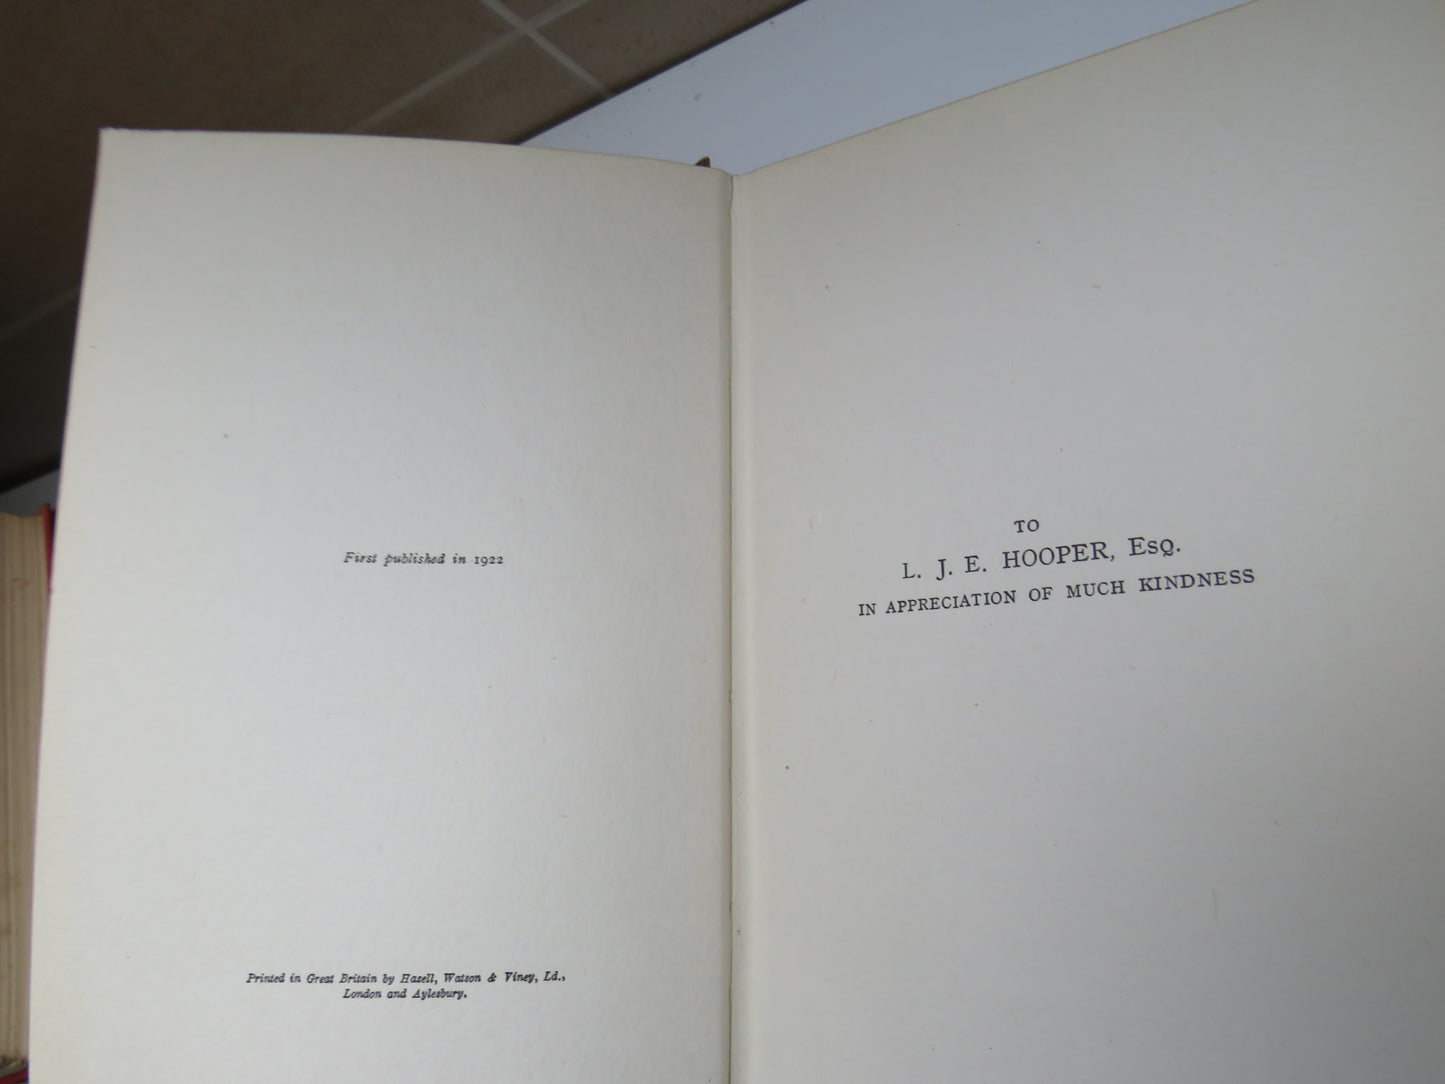 First published in 1922
Printed in Great Britain by Hazell, Watson & Viney, Ld.,
London and Aylesbury.
TO
L. J. E. HOOPER, Esq.
IN APPRECIATION OF MUCH KINDNESS